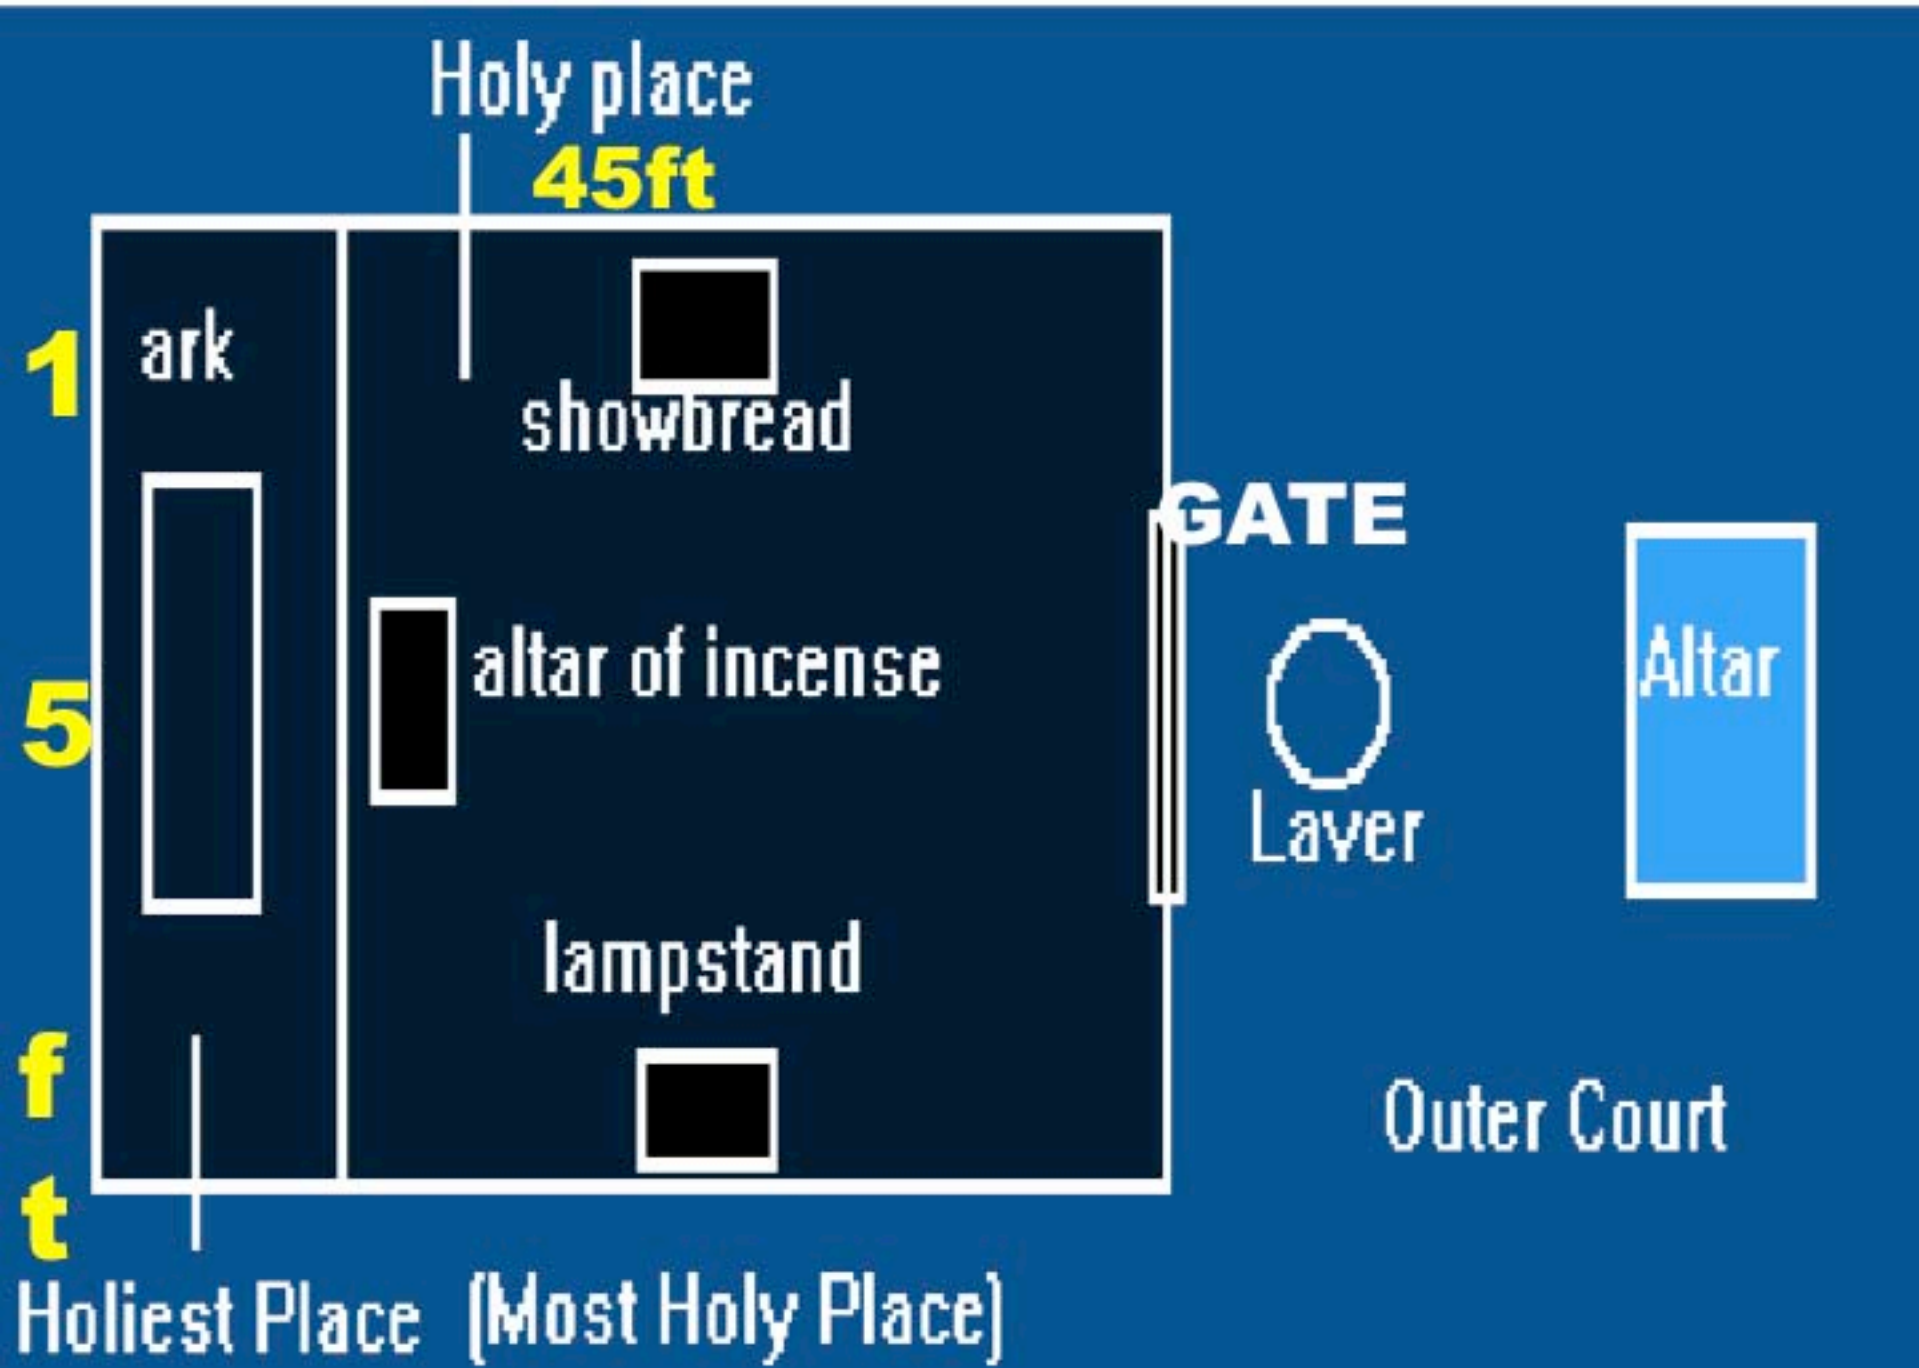 Holy place
45ft
1
ark
showbread
GATE
5
altar of incense
Altar
Laver
lampstand
f
Outer Court
t
Holiest Place (Most Holy Place)